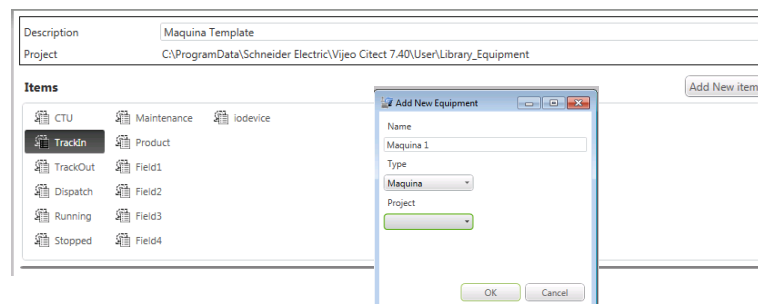 Description Maquina Template
Project C:\ProgramData\Schneider Electric\Vijeo Citect 7.40\User\Library_Equipment
Items
Add New item
CTU Maintenance iodevice
TrackIn Product
TrackOut Field1
Dispatch Field2
Running Field3
Stopped Field4
Add New Equipment
Name
Maquina 1
Type
Maquina
Project
OK Cancel